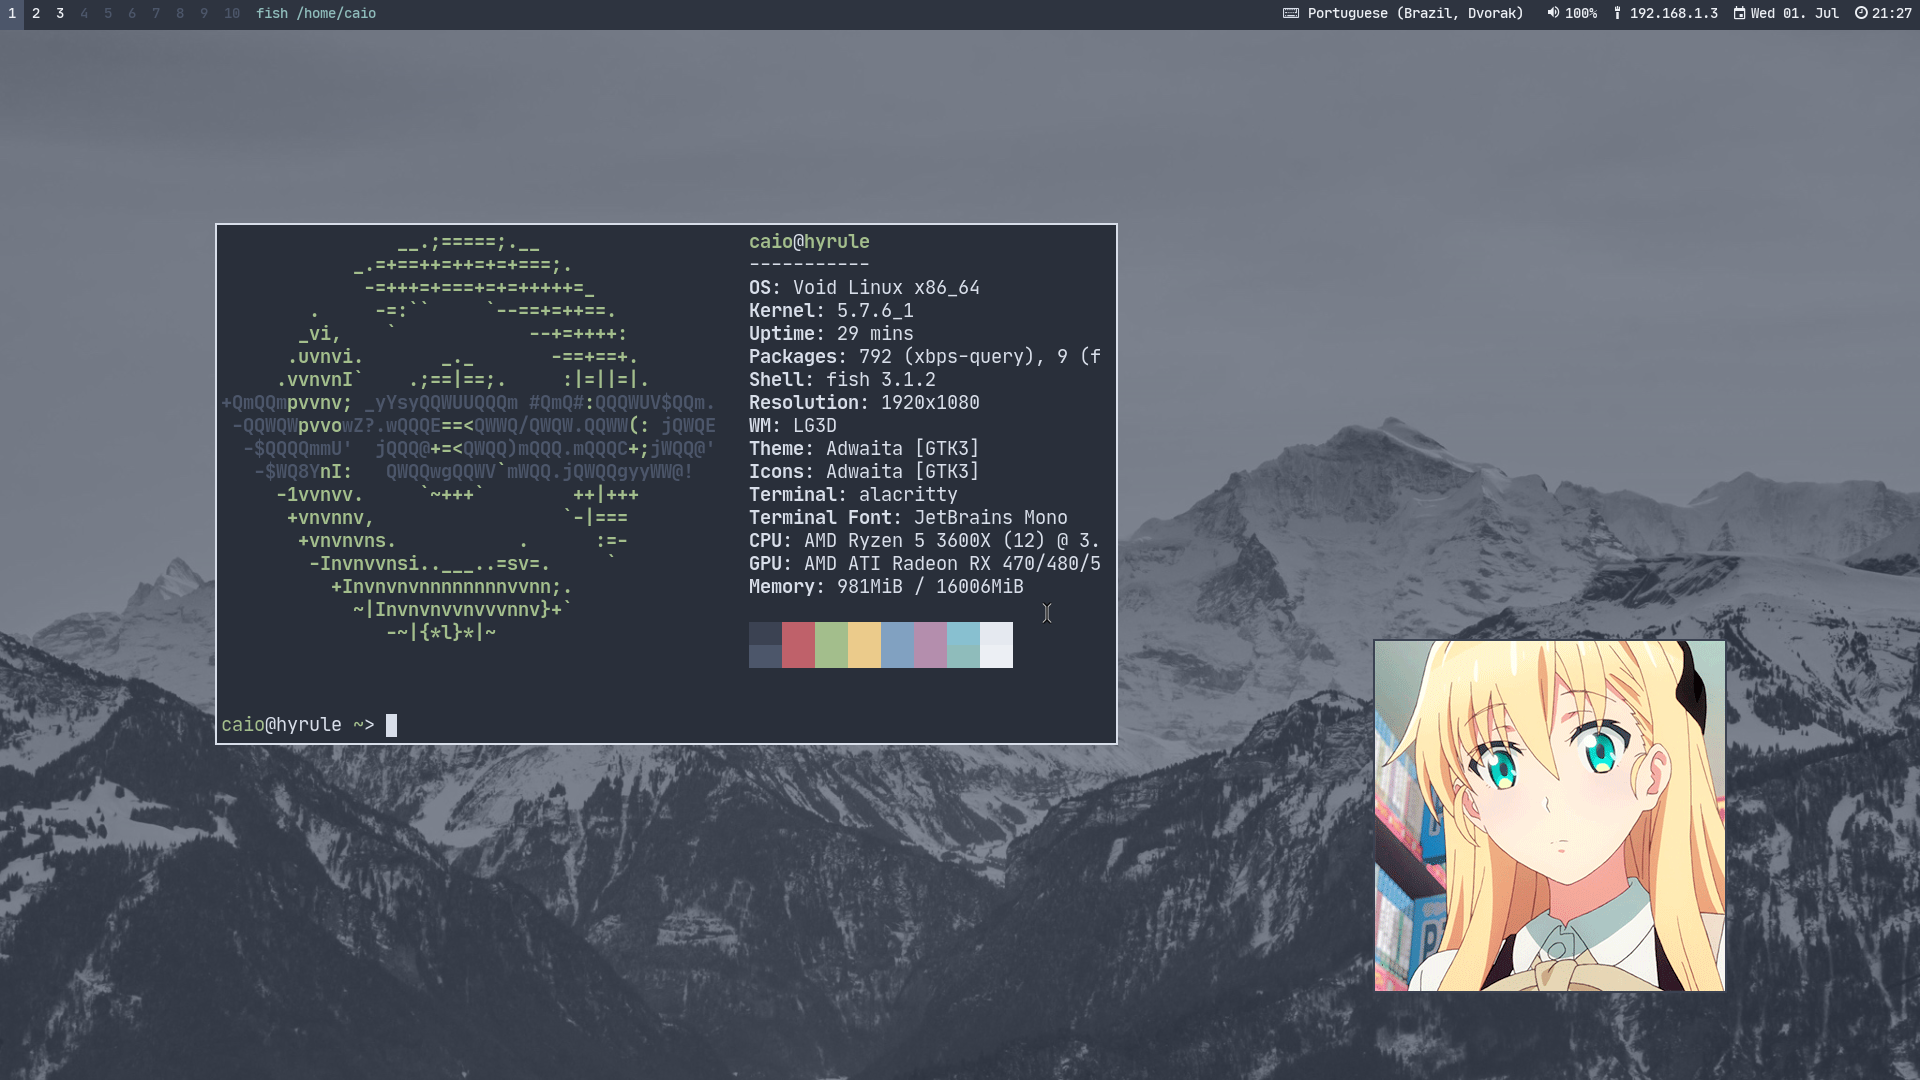 1 2 3 4 5 6 7 8 9 10 fish /home/caio Portuguese (Brazil, Dvorak) 100% 192.168.1.3 Wed 01. Jul 21:27
__.;=====;.__
_.=+==++=++=+=+===;.
-=+++=+===+=+=+++++=_
. -=:`` `--==+=++==.
_vi, ` --+=++++:
.uvnvi. _._ -==+==+.
.vvnvnI` .;==|==;. :|=||=|.
+QmQQmpvvnv; _yYsyQQWUUQQQm #QmQ#:QQQWUV$QQm.
-QQWQWpvvowZ?.wQQQE==<QWWQ/QWQW.QQWW(: jQWQE
-$QQQQmmU' jQQQ@+=<QWQQ)mQQQ.mQQQC+;jWQQ@'
-$WQ8YnI: QWQQwgQQWV`mWQQ.jQWQQgyyWW@!
-1vvnvv. `~+++` ++|+++
+vnvnnv, `-|===
+vnvnvns. . :=-
-Invnvvnsi..___..=sv=. `
+Invnvnvnnnnnnnnvvnn;.
~|Invnvnvvnvvvnnv}+`
-~|{*l}*|~
caio@hyrule
-----------
OS: Void Linux x86_64
Kernel: 5.7.6_1
Uptime: 29 mins
Packages: 792 (xbps-query), 9 (f
Shell: fish 3.1.2
Resolution: 1920x1080
WM: LG3D
Theme: Adwaita [GTK3]
Icons: Adwaita [GTK3]
Terminal: alacritty
Terminal Font: JetBrains Mono
CPU: AMD Ryzen 5 3600X (12) @ 3.
GPU: AMD ATI Radeon RX 470/480/5
Memory: 981MiB / 16006MiB
caio@hyrule ~>